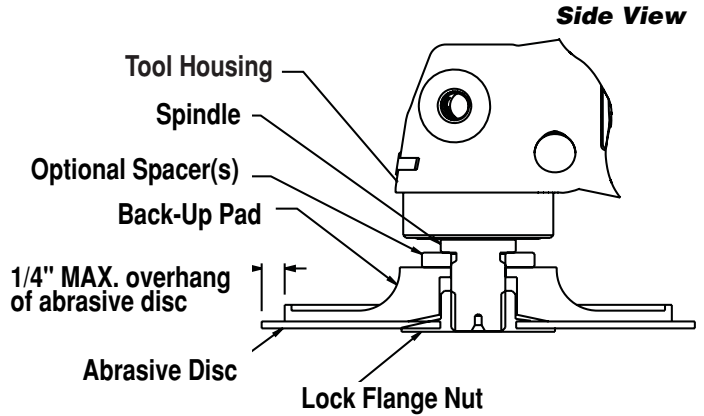 Side View
Tool Housing
Spindle
Optional Spacer(s)
Back-Up Pad
1/4" MAX. overhang
of abrasive disc
Abrasive Disc
Lock Flange Nut